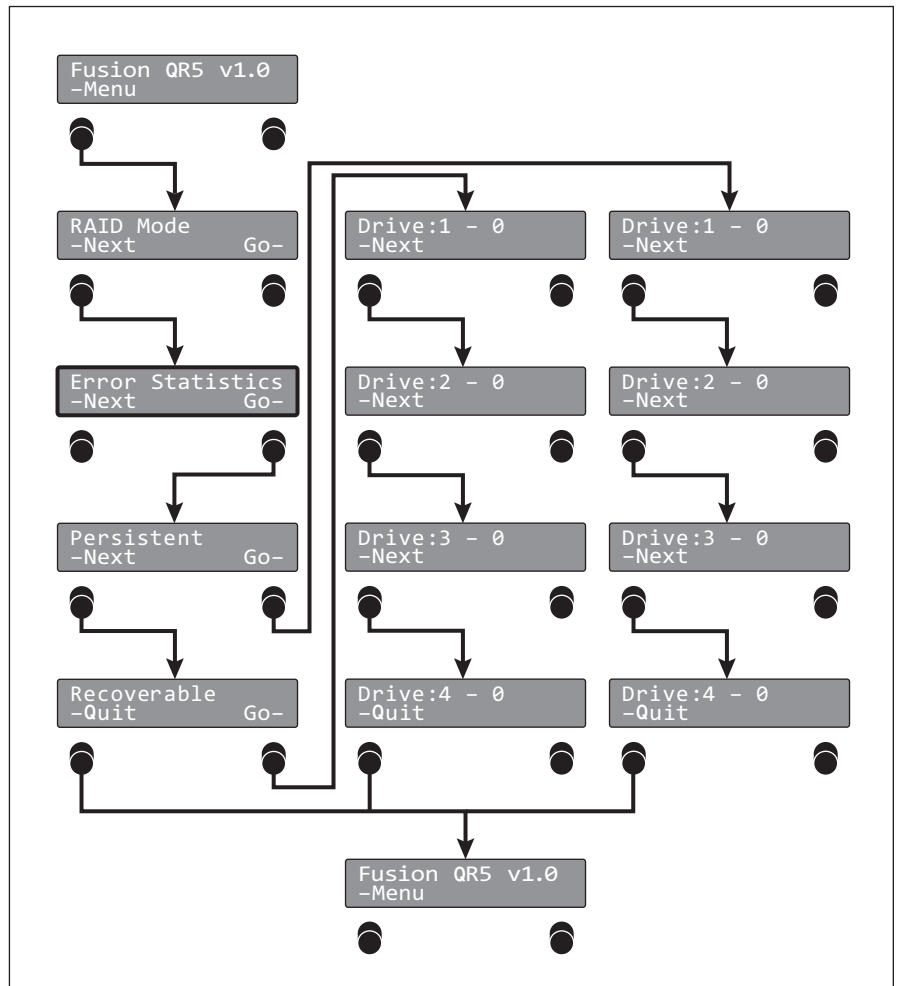 Fusion QR5 v1.0
–Menu
RAID Mode
–Next Go–
Error Statistics
–Next Go–
Persistent
–Next Go–
Recoverable
–Quit Go–
Drive:1 – 0
–Next
Drive:2 – 0
–Next
Drive:3 – 0
–Next
Drive:4 – 0
–Quit
Drive:1 – 0
–Next
Drive:2 – 0
–Next
Drive:3 – 0
–Next
Drive:4 – 0
–Quit
Fusion QR5 v1.0
–Menu